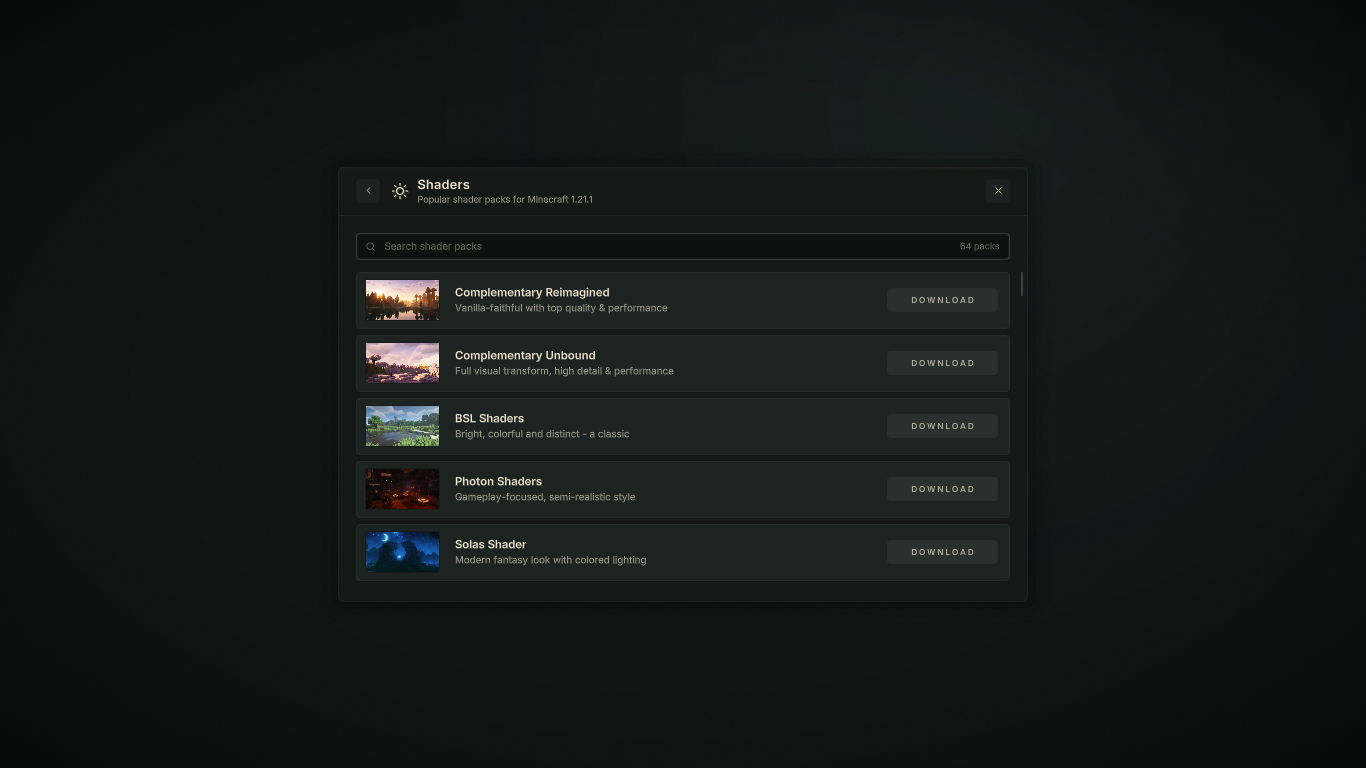 Shaders
Popular shader packs for Minecraft 1.21.1
Search shader packs
64 packs
Complementary Reimagined
Vanilla-faithful with top quality & performance
DOWNLOAD
Complementary Unbound
Full visual transform, high detail & performance
DOWNLOAD
BSL Shaders
Bright, colorful and distinct - a classic
DOWNLOAD
Photon Shaders
Gameplay-focused, semi-realistic style
DOWNLOAD
Solas Shader
Modern fantasy look with colored lighting
DOWNLOAD